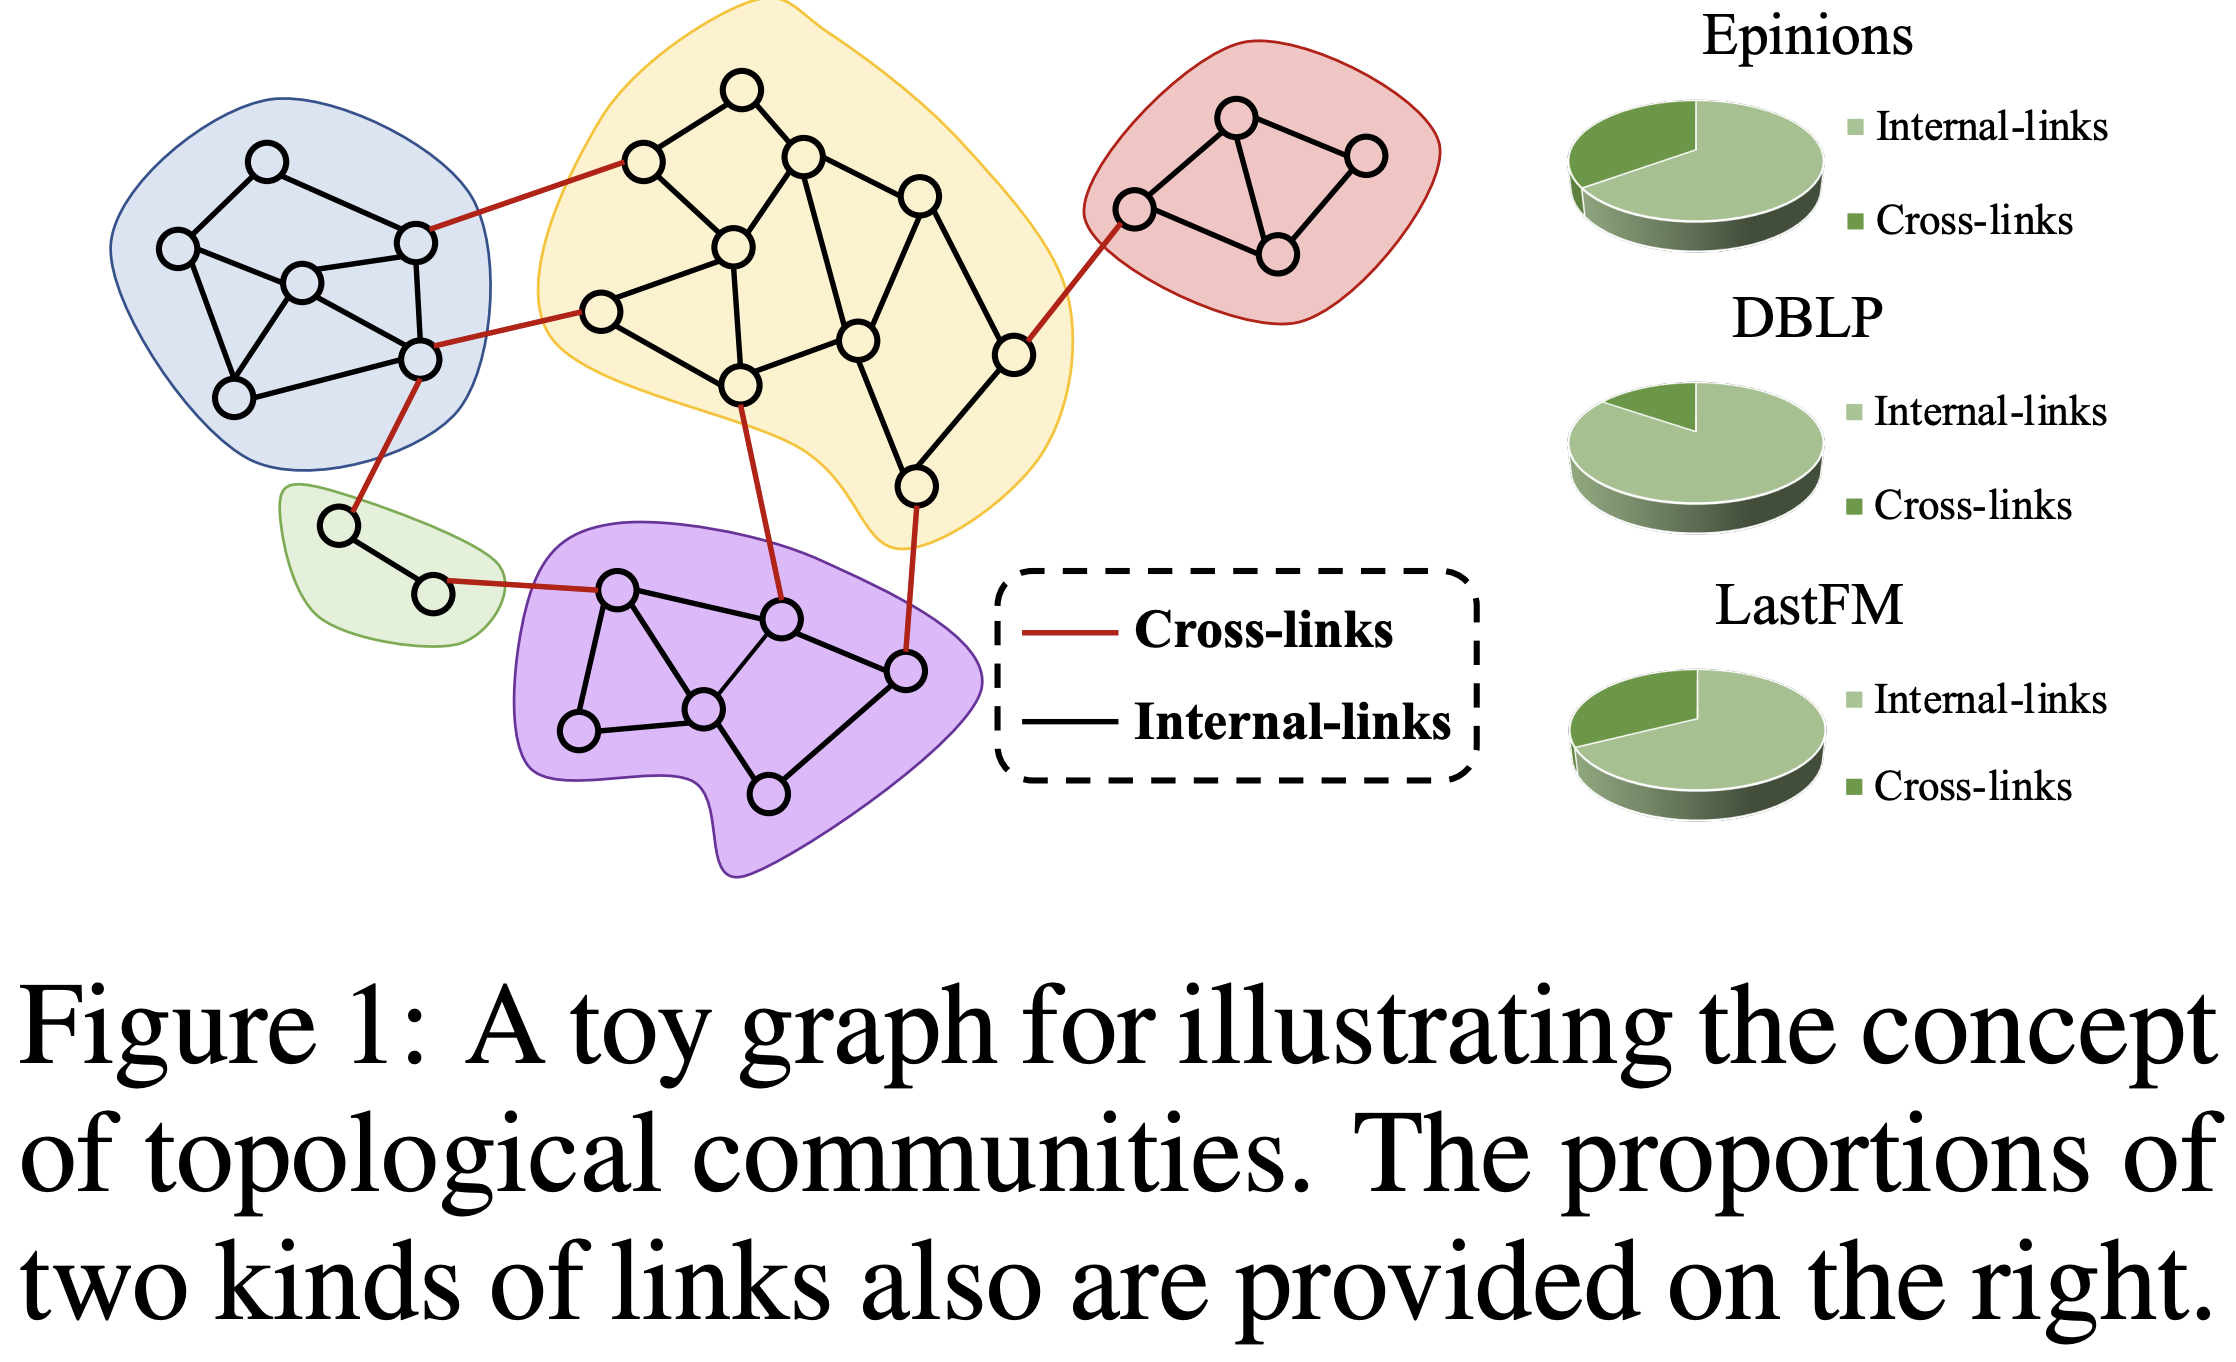 Epinions
Internal-links
Cross-links
DBLP
Internal-links
Cross-links
LastFM
Internal-links
Cross-links
Cross-links
Internal-links
Figure 1: A toy graph for illustrating the concept
of topological communities. The proportions of
two kinds of links also are provided on the right.